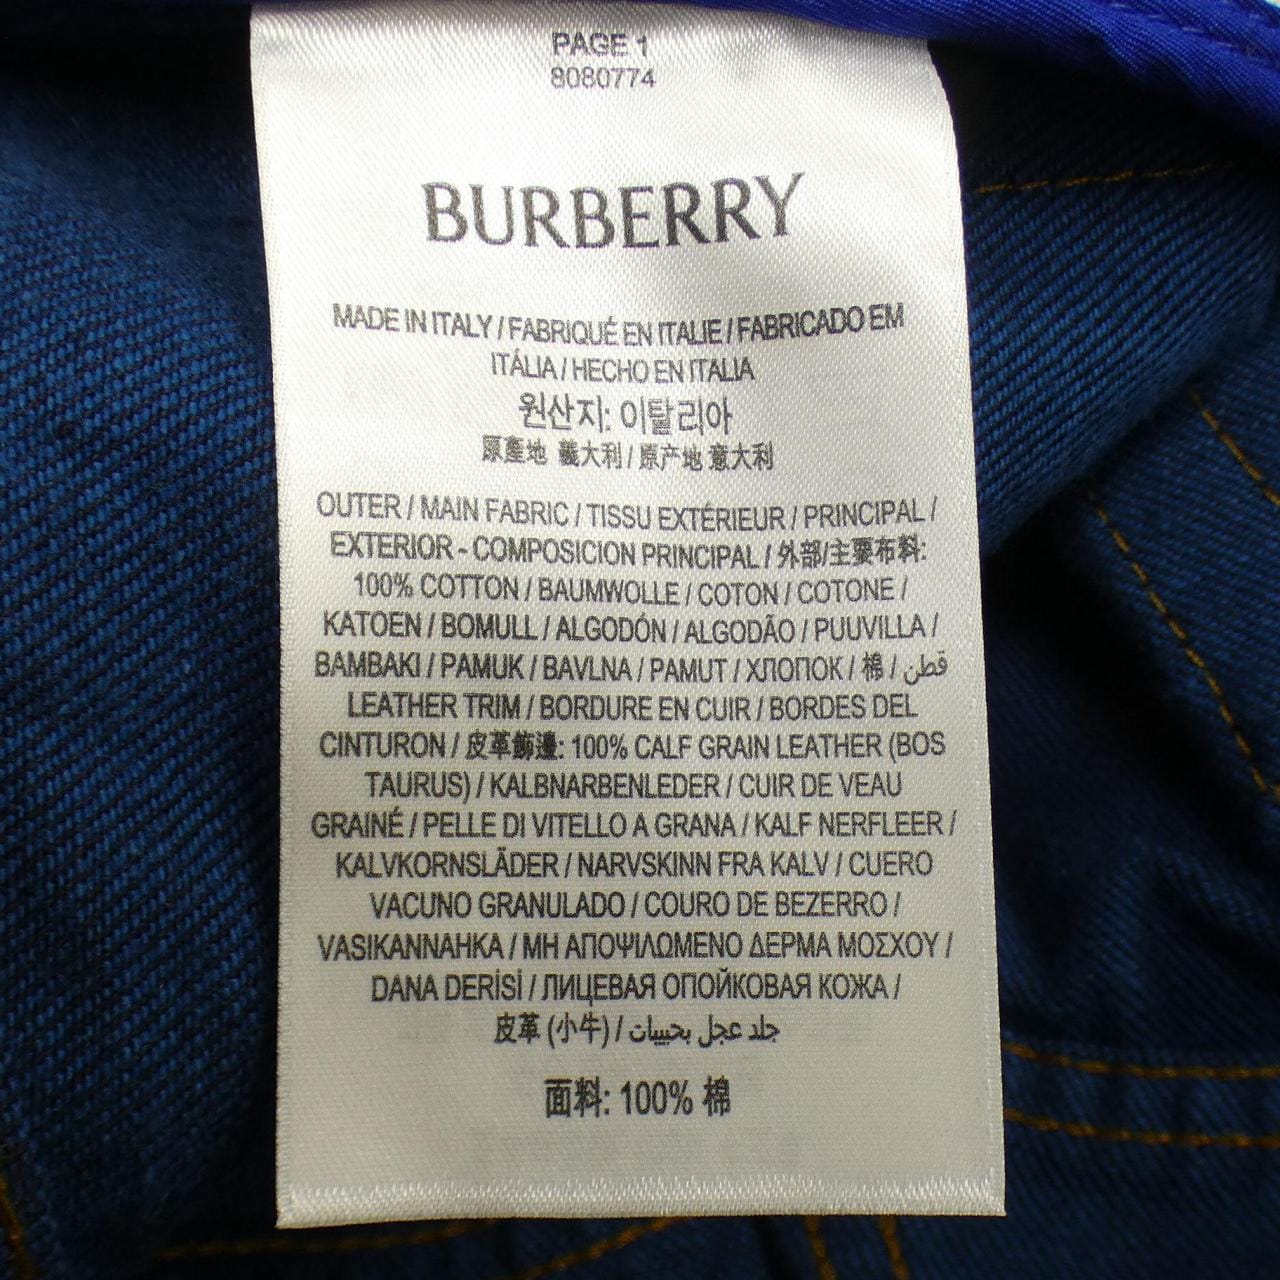 PAGE 1
8080774
BURBERRY
MADE IN ITALY / FABRIQUÉ EN ITALIE / FABRICADO EM
ITÁLIA / HECHO EN ITALIA
원산지: 이탈리아
原產地 義大利 / 原产地 意大利
OUTER / MAIN FABRIC / TISSU EXTÉRIEUR / PRINCIPAL /
EXTERIOR - COMPOSICION PRINCIPAL / 外部/主要布料:
100% COTTON / BAUMWOLLE / COTON / COTONE /
KATOEN / BOMULL / ALGODÓN / ALGODÃO / PUUVILLA /
BAMBAKI / PAMUK / BAVLNA / PAMUT / ХЛОПОК / 棉 / قطن
LEATHER TRIM / BORDURE EN CUIR / BORDES DEL
CINTURON / 皮革飾邊: 100% CALF GRAIN LEATHER (BOS
TAURUS) / KALBNARBENLEDER / CUIR DE VEAU
GRAINÉ / PELLE DI VITELLO A GRANA / KALF NERFLEER /
KALVKORNSLÄDER / NARVSKINN FRA KALV / CUERO
VACUNO GRANULADO / COURO DE BEZERRO /
VASIKANNAHKA / ΜΗ ΑΠΟΨΙΛΩΜΕΝΟ ΔΕΡΜΑ ΜΟΣΧΟΥ /
DANA DERİSİ / ЛИЦЕВАЯ ОПОЙКОВАЯ КОЖА /
皮革 (小牛) / جلد عجل بحبيبات
面料: 100% 棉